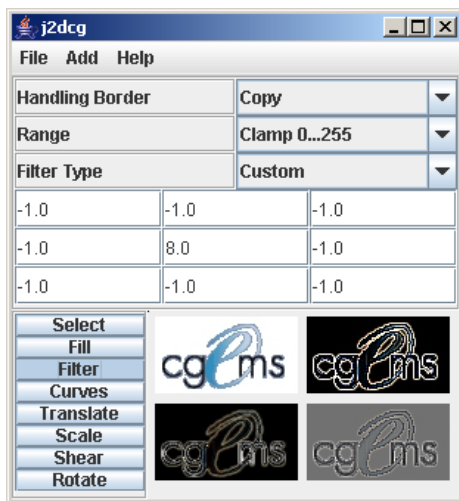 j2dcg
File Add Help
Handling Border Copy
Range Clamp 0...255
Filter Type Custom
-1.0 -1.0 -1.0
-1.0 8.0 -1.0
-1.0 -1.0 -1.0
Select
Fill
Filter
Curves
Translate
Scale
Shear
Rotate
cgems cgems
cgems cgems